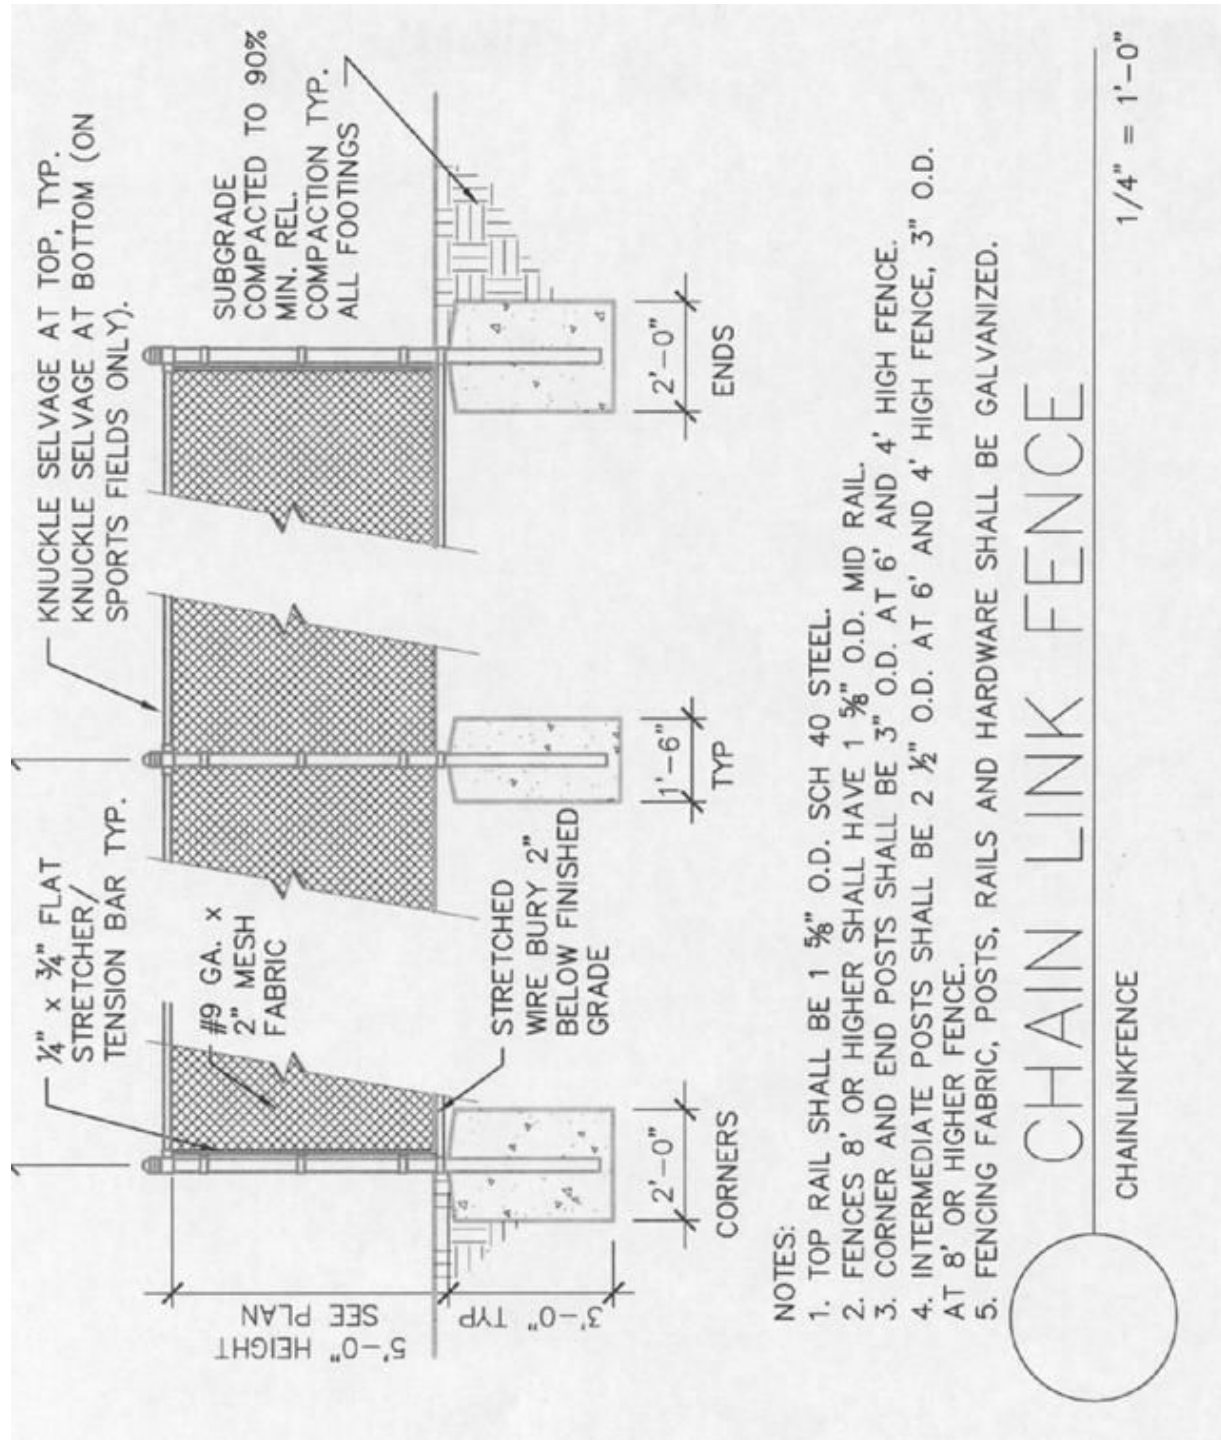 ¼" x ¾" FLAT
STRETCHER/
TENSION BAR TYP.
KNUCKLE SELVAGE AT TOP, TYP.
KNUCKLE SELVAGE AT BOTTOM (ON
SPORTS FIELDS ONLY).
#9 GA. x
2" MESH
FABRIC
SUBGRADE
COMPACTED TO 90%
MIN. REL.
COMPACTION TYP.
ALL FOOTINGS
5'-0" HEIGHT
SEE PLAN
3'-0" TYP
STRETCHED
WIRE BURY 2"
BELOW FINISHED
GRADE
2'-0"
CORNERS
1'-6"
TYP
2'-0"
ENDS
NOTES:
1. TOP RAIL SHALL BE 1 ⅝" O.D. SCH 40 STEEL.
2. FENCES 8' OR HIGHER SHALL HAVE 1 ⅝" O.D. MID RAIL.
3. CORNER AND END POSTS SHALL BE 3" O.D. AT 6' AND 4' HIGH FENCE.
4. INTERMEDIATE POSTS SHALL BE 2 ½" O.D. AT 6' AND 4' HIGH FENCE, 3" O.D.
AT 8' OR HIGHER FENCE.
5. FENCING FABRIC, POSTS, RAILS AND HARDWARE SHALL BE GALVANIZED.
CHAIN LINK FENCE
CHAINLINKFENCE
1/4" = 1'-0"